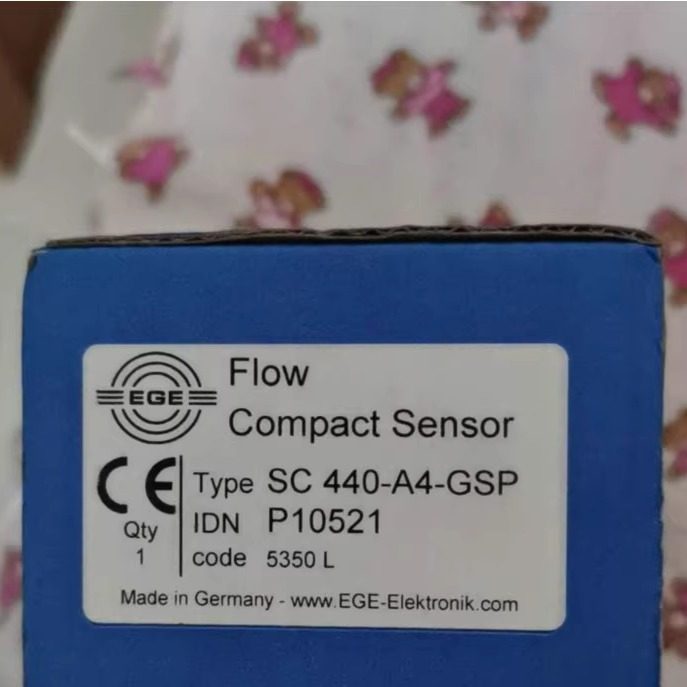 EGE
Flow
Compact Sensor
CE
Qty
1
Type SC 440-A4-GSP
IDN P10521
code 5350 L
Made in Germany - www.EGE-Elektronik.com